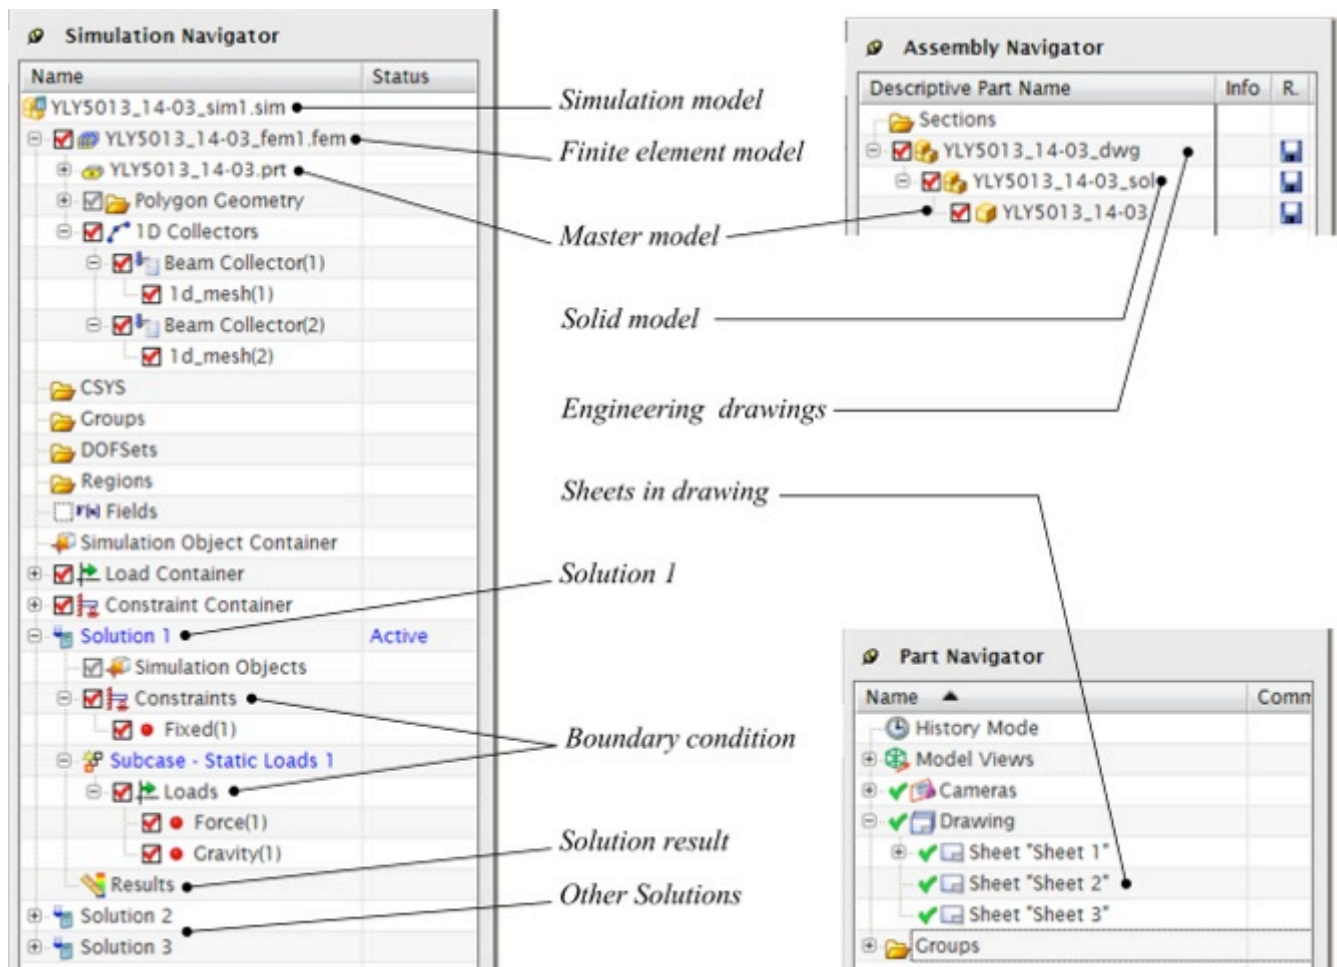 Simulation Navigator
Name Status
YLY5013_14-03_sim1.sim
YLY5013_14-03_fem1.fem
YLY5013_14-03.prt
Polygon Geometry
1D Collectors
Beam Collector(1)
1d_mesh(1)
Beam Collector(2)
1d_mesh(2)
CSYS
Groups
DOFSets
Regions
F(x) Fields
Simulation Object Container
Load Container
Constraint Container
Solution 1 Active
Simulation Objects
Constraints
Fixed(1)
Subcase - Static Loads 1
Loads
Force(1)
Gravity(1)
Results
Solution 2
Solution 3
Simulation model
Finite element model
Master model
Solid model
Engineering drawings
Sheets in drawing
Solution 1
Boundary condition
Solution result
Other Solutions
Assembly Navigator
Descriptive Part Name Info R.
Sections
YLY5013_14-03_dwg
YLY5013_14-03_sol
YLY5013_14-03
Part Navigator
Name Comn
History Mode
Model Views
Cameras
Drawing
Sheet "Sheet 1"
Sheet "Sheet 2"
Sheet "Sheet 3"
Groups